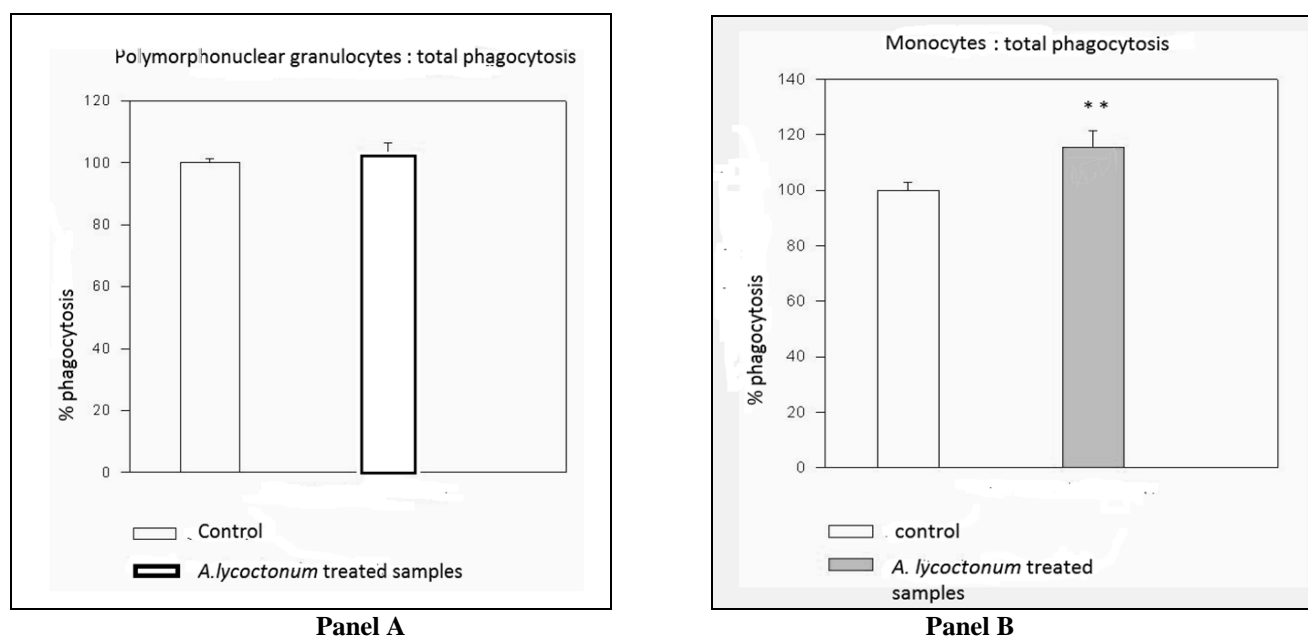 Polymorphonuclear granulocytes : total phagocytosis
120
100
80
60
40
20
0
% phagocytosis
Control
A.lycoctonum treated samples
Panel A
Monocytes : total phagocytosis
140
120
100
80
60
40
20
0
* *
% phagocytosis
control
A. lycoctonum treated
samples
Panel B